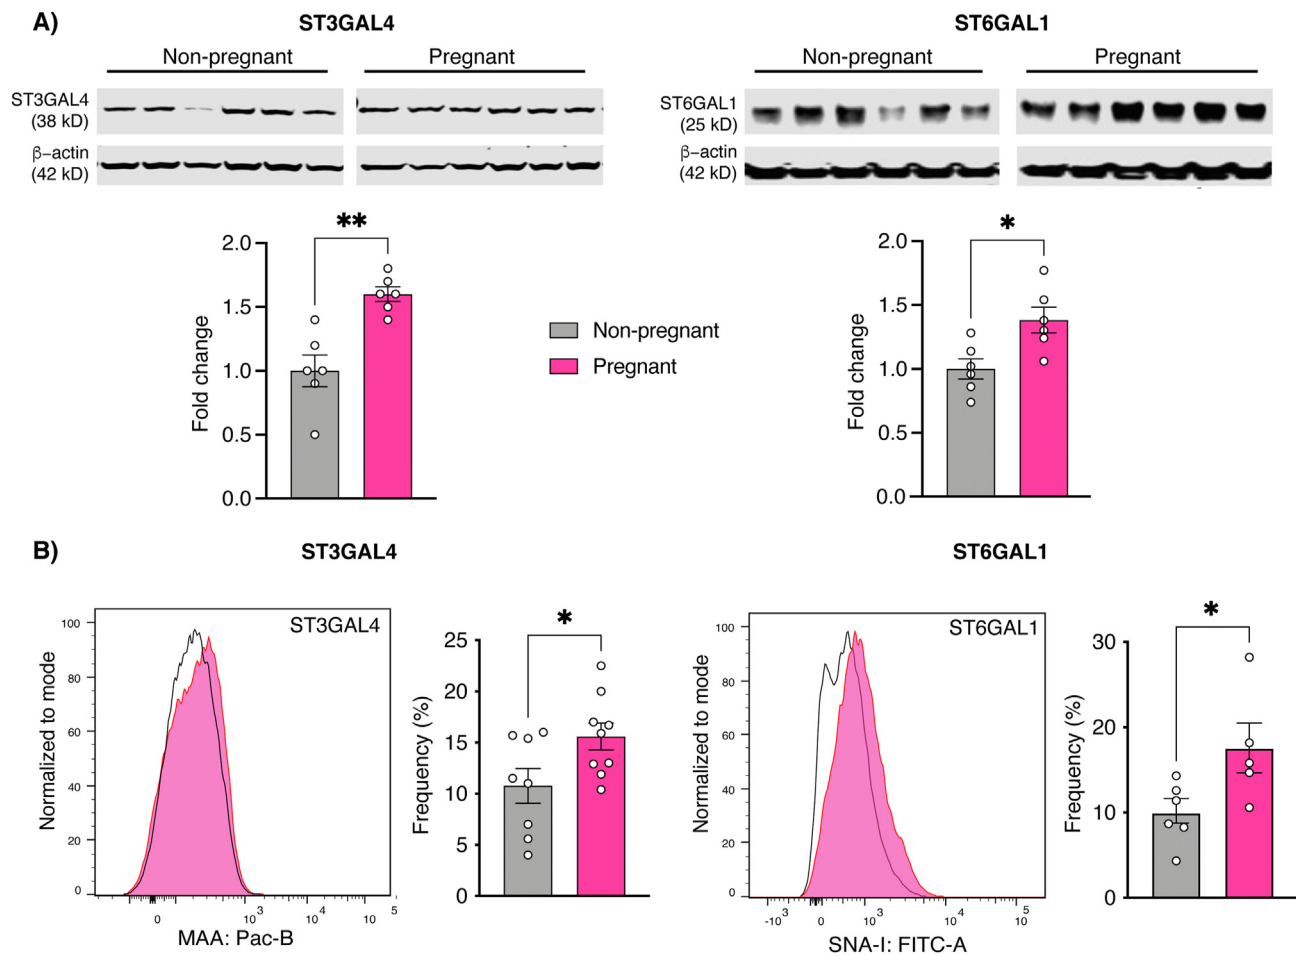 A)
ST3GAL4
Non-pregnant
Pregnant
ST3GAL4
(38 kD)
β–actin
(42 kD)
**
2.0
1.5
1.0
0.5
0.0
Fold change
Non-pregnant
Pregnant
ST6GAL1
Non-pregnant
Pregnant
ST6GAL1
(25 kD)
β–actin
(42 kD)
*
2.0
1.5
1.0
0.5
0.0
Fold change
B)
ST3GAL4
ST3GAL4
100
80
60
40
20
0
Normalized to mode
0
10 3
10 4
10 5
MAA: Pac-B
*
25
20
15
10
5
0
Frequency (%)
ST6GAL1
ST6GAL1
100
80
60
40
20
0
Normalized to mode
-10 3
0
10 3
10 4
10 5
SNA-I: FITC-A
*
30
20
10
0
Frequency (%)